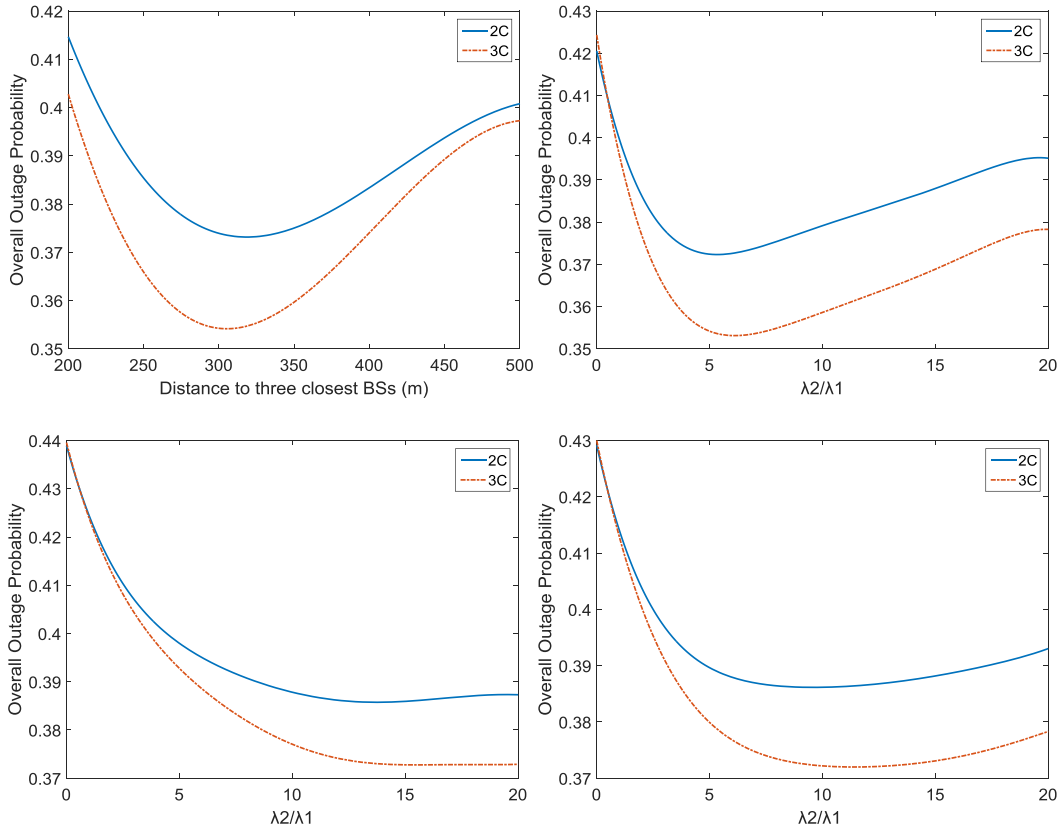 0.42
0.41
0.4
0.39
0.38
0.37
0.36
0.35
Overall Outage Probability
200 250 300 350 400 450 500
Distance to three closest BSs (m)
2C
3C
0.43
0.42
0.41
0.4
0.39
0.38
0.37
0.36
0.35
Overall Outage Probability
0 5 10 15 20
λ2/λ1
2C
3C
0.44
0.43
0.42
0.41
0.4
0.39
0.38
0.37
Overall Outage Probability
0 5 10 15 20
λ2/λ1
2C
3C
0.43
0.42
0.41
0.4
0.39
0.38
0.37
Overall Outage Probability
0 5 10 15 20
λ2/λ1
2C
3C